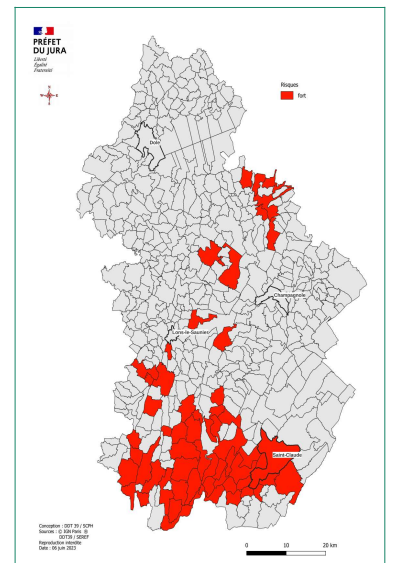 PRÉFET
DU JURA
Liberté
Égalité
Fraternité
Risques
fort
Dole
Champagnole
Lons-le-Saunier
Saint-Claude
Conception : DDT 39 / SCPH
Sources : © IGN Paris ®
DDT39 / SEREF
Reproduction interdite
Date : 06 juin 2023
0 10 20 km